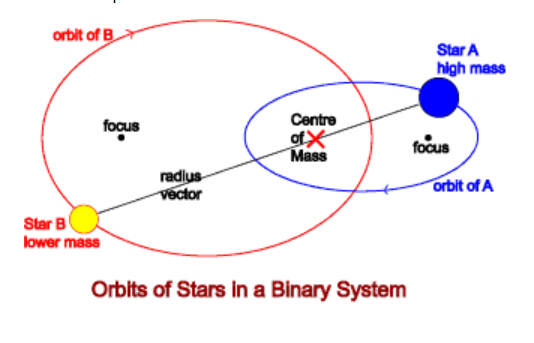 orbit of B
Star A
high mass
focus
Centre
of
Mass
focus
radius
vector
orbit of A
Star B
lower mass
Orbits of Stars in a Binary System